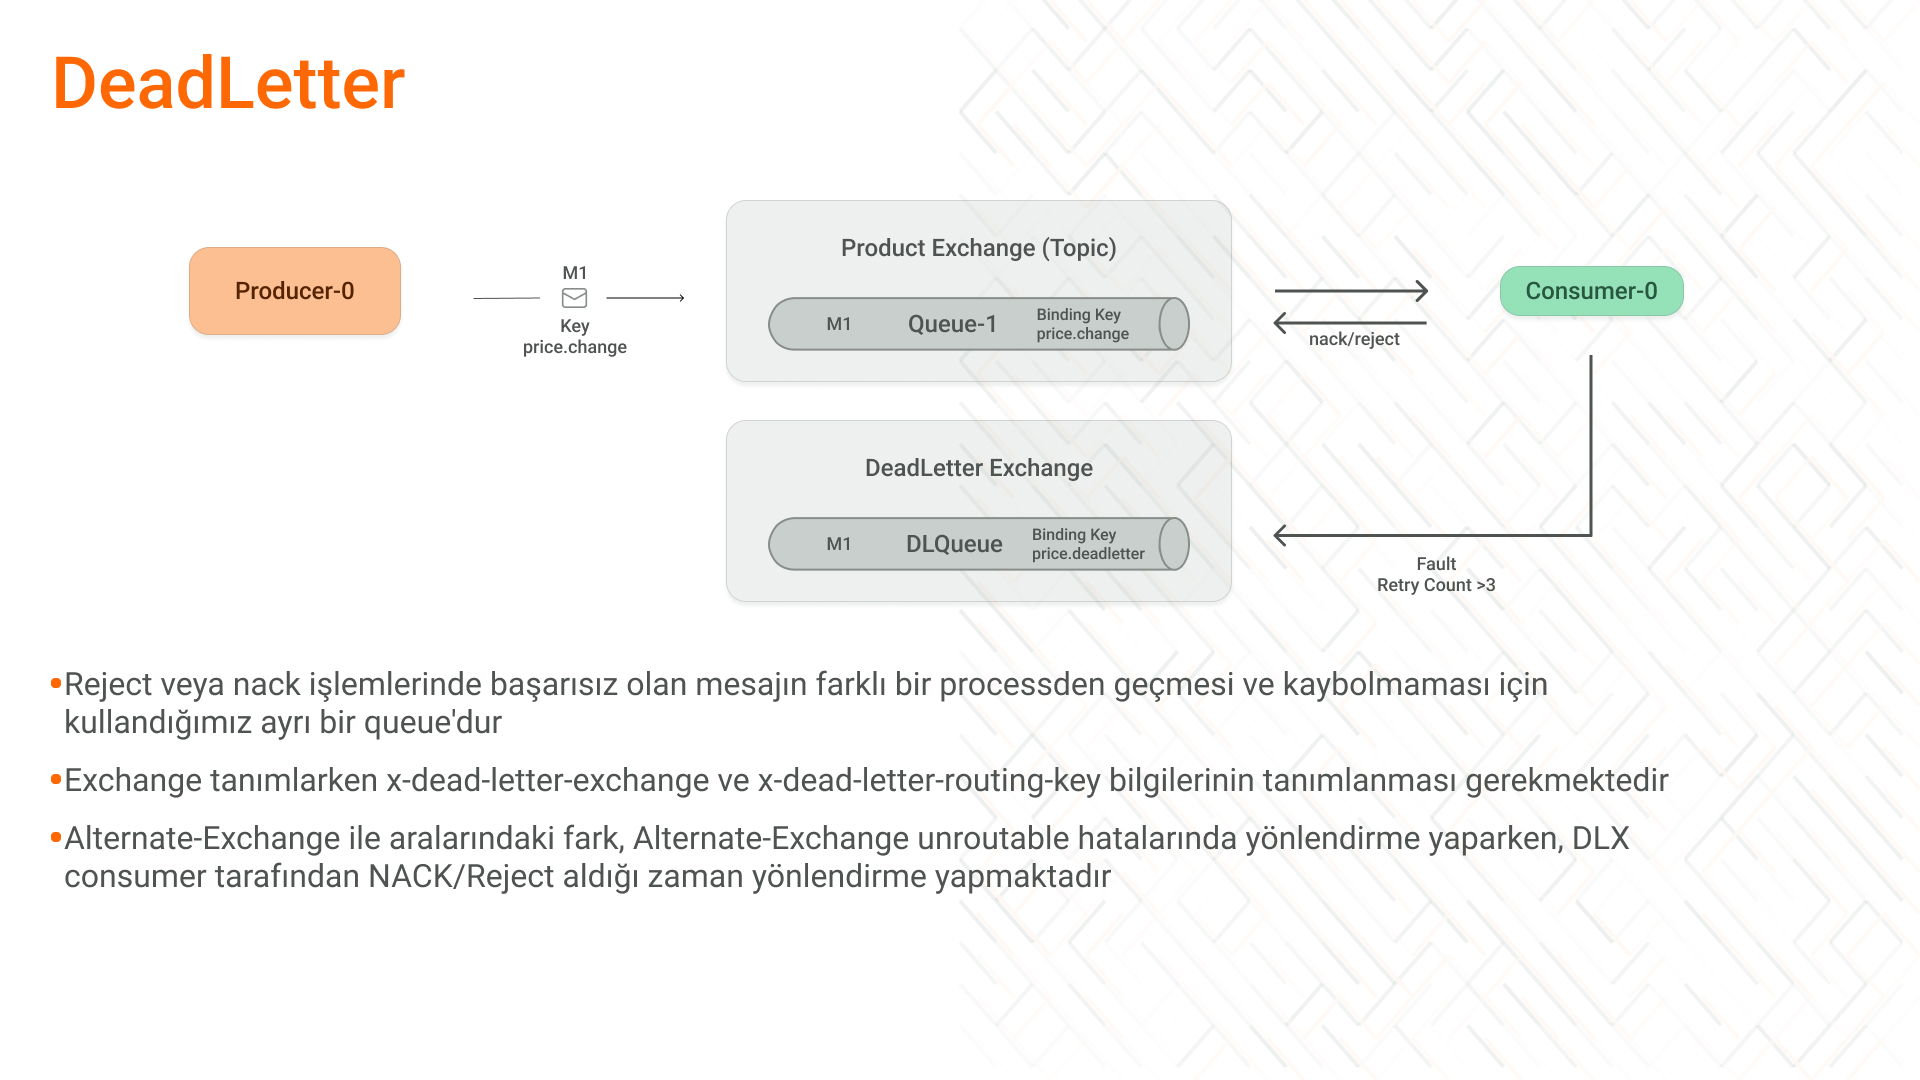 DeadLetter
Producer-0
M1
Key
price.change
Product Exchange (Topic)
M1
Queue-1
Binding Key
price.change
nack/reject
Consumer-0
DeadLetter Exchange
M1
DLQueue
Binding Key
price.deadletter
Fault
Retry Count >3
•Reject veya nack işlemlerinde başarısız olan mesajın farklı bir processden geçmesi ve kaybolmaması için
kullandığımız ayrı bir queue'dur
•Exchange tanımlarken x-dead-letter-exchange ve x-dead-letter-routing-key bilgilerinin tanımlanması gerekmektedir
•Alternate-Exchange ile aralarındaki fark, Alternate-Exchange unroutable hatalarında yönlendirme yaparken, DLX
consumer tarafından NACK/Reject aldığı zaman yönlendirme yapmaktadır